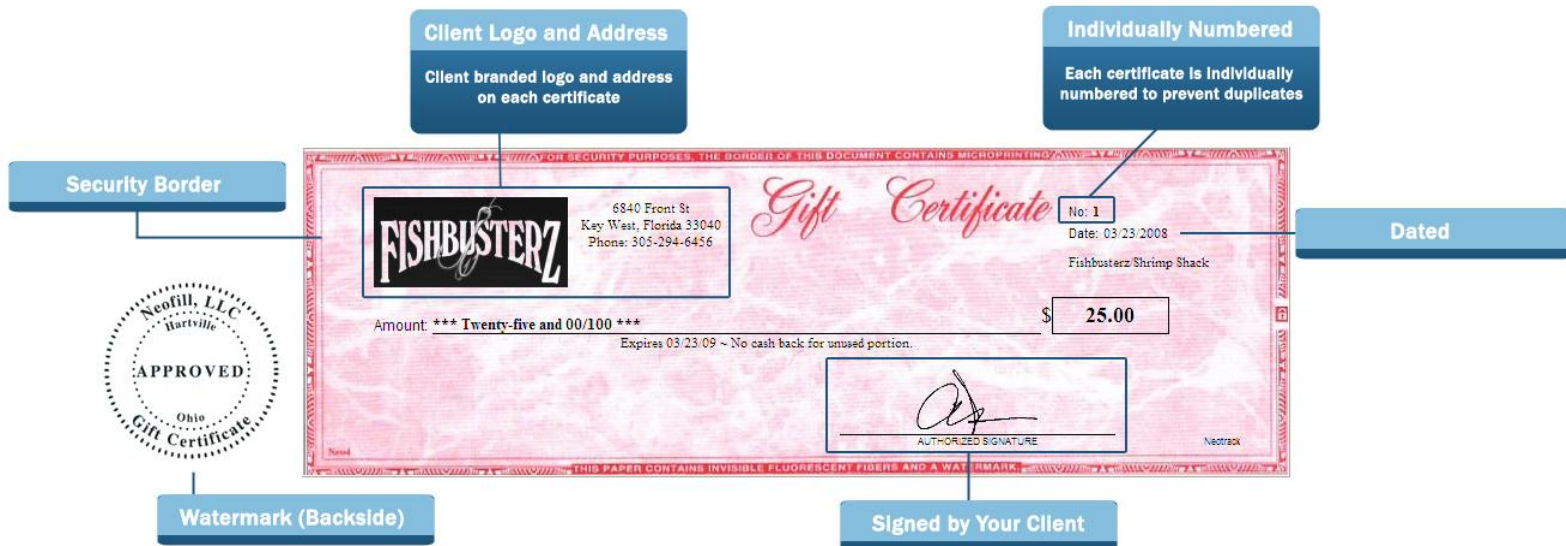 Client Logo and Address
Client branded logo and address
on each certificate
Individually Numbered
Each certificate is individually
numbered to prevent duplicates
Security Border
FOR SECURITY PURPOSES, THE BORDER OF THIS DOCUMENT CONTAINS MICROPRINTING
FISHBUSTERZ
6840 Front St
Key West, Florida 33040
Phone: 305-294-6456
Gift Certificate
No: 1
Date: 03/23/2008
Fishbusterz/Shrimp Shack
Dated
Amount: *** Twenty-five and 00/100 ***
$ 25.00
Expires 03/23/09 ~ No cash back for unused portion.
Neofill, LLC
Hartville
APPROVED
Ohio
Gift Certificate
AUTHORIZED SIGNATURE
Neotrack
THIS PAPER CONTAINS INVISIBLE FLUORESCENT FIBERS AND A WATERMARK.
Watermark (Backside)
Signed by Your Client